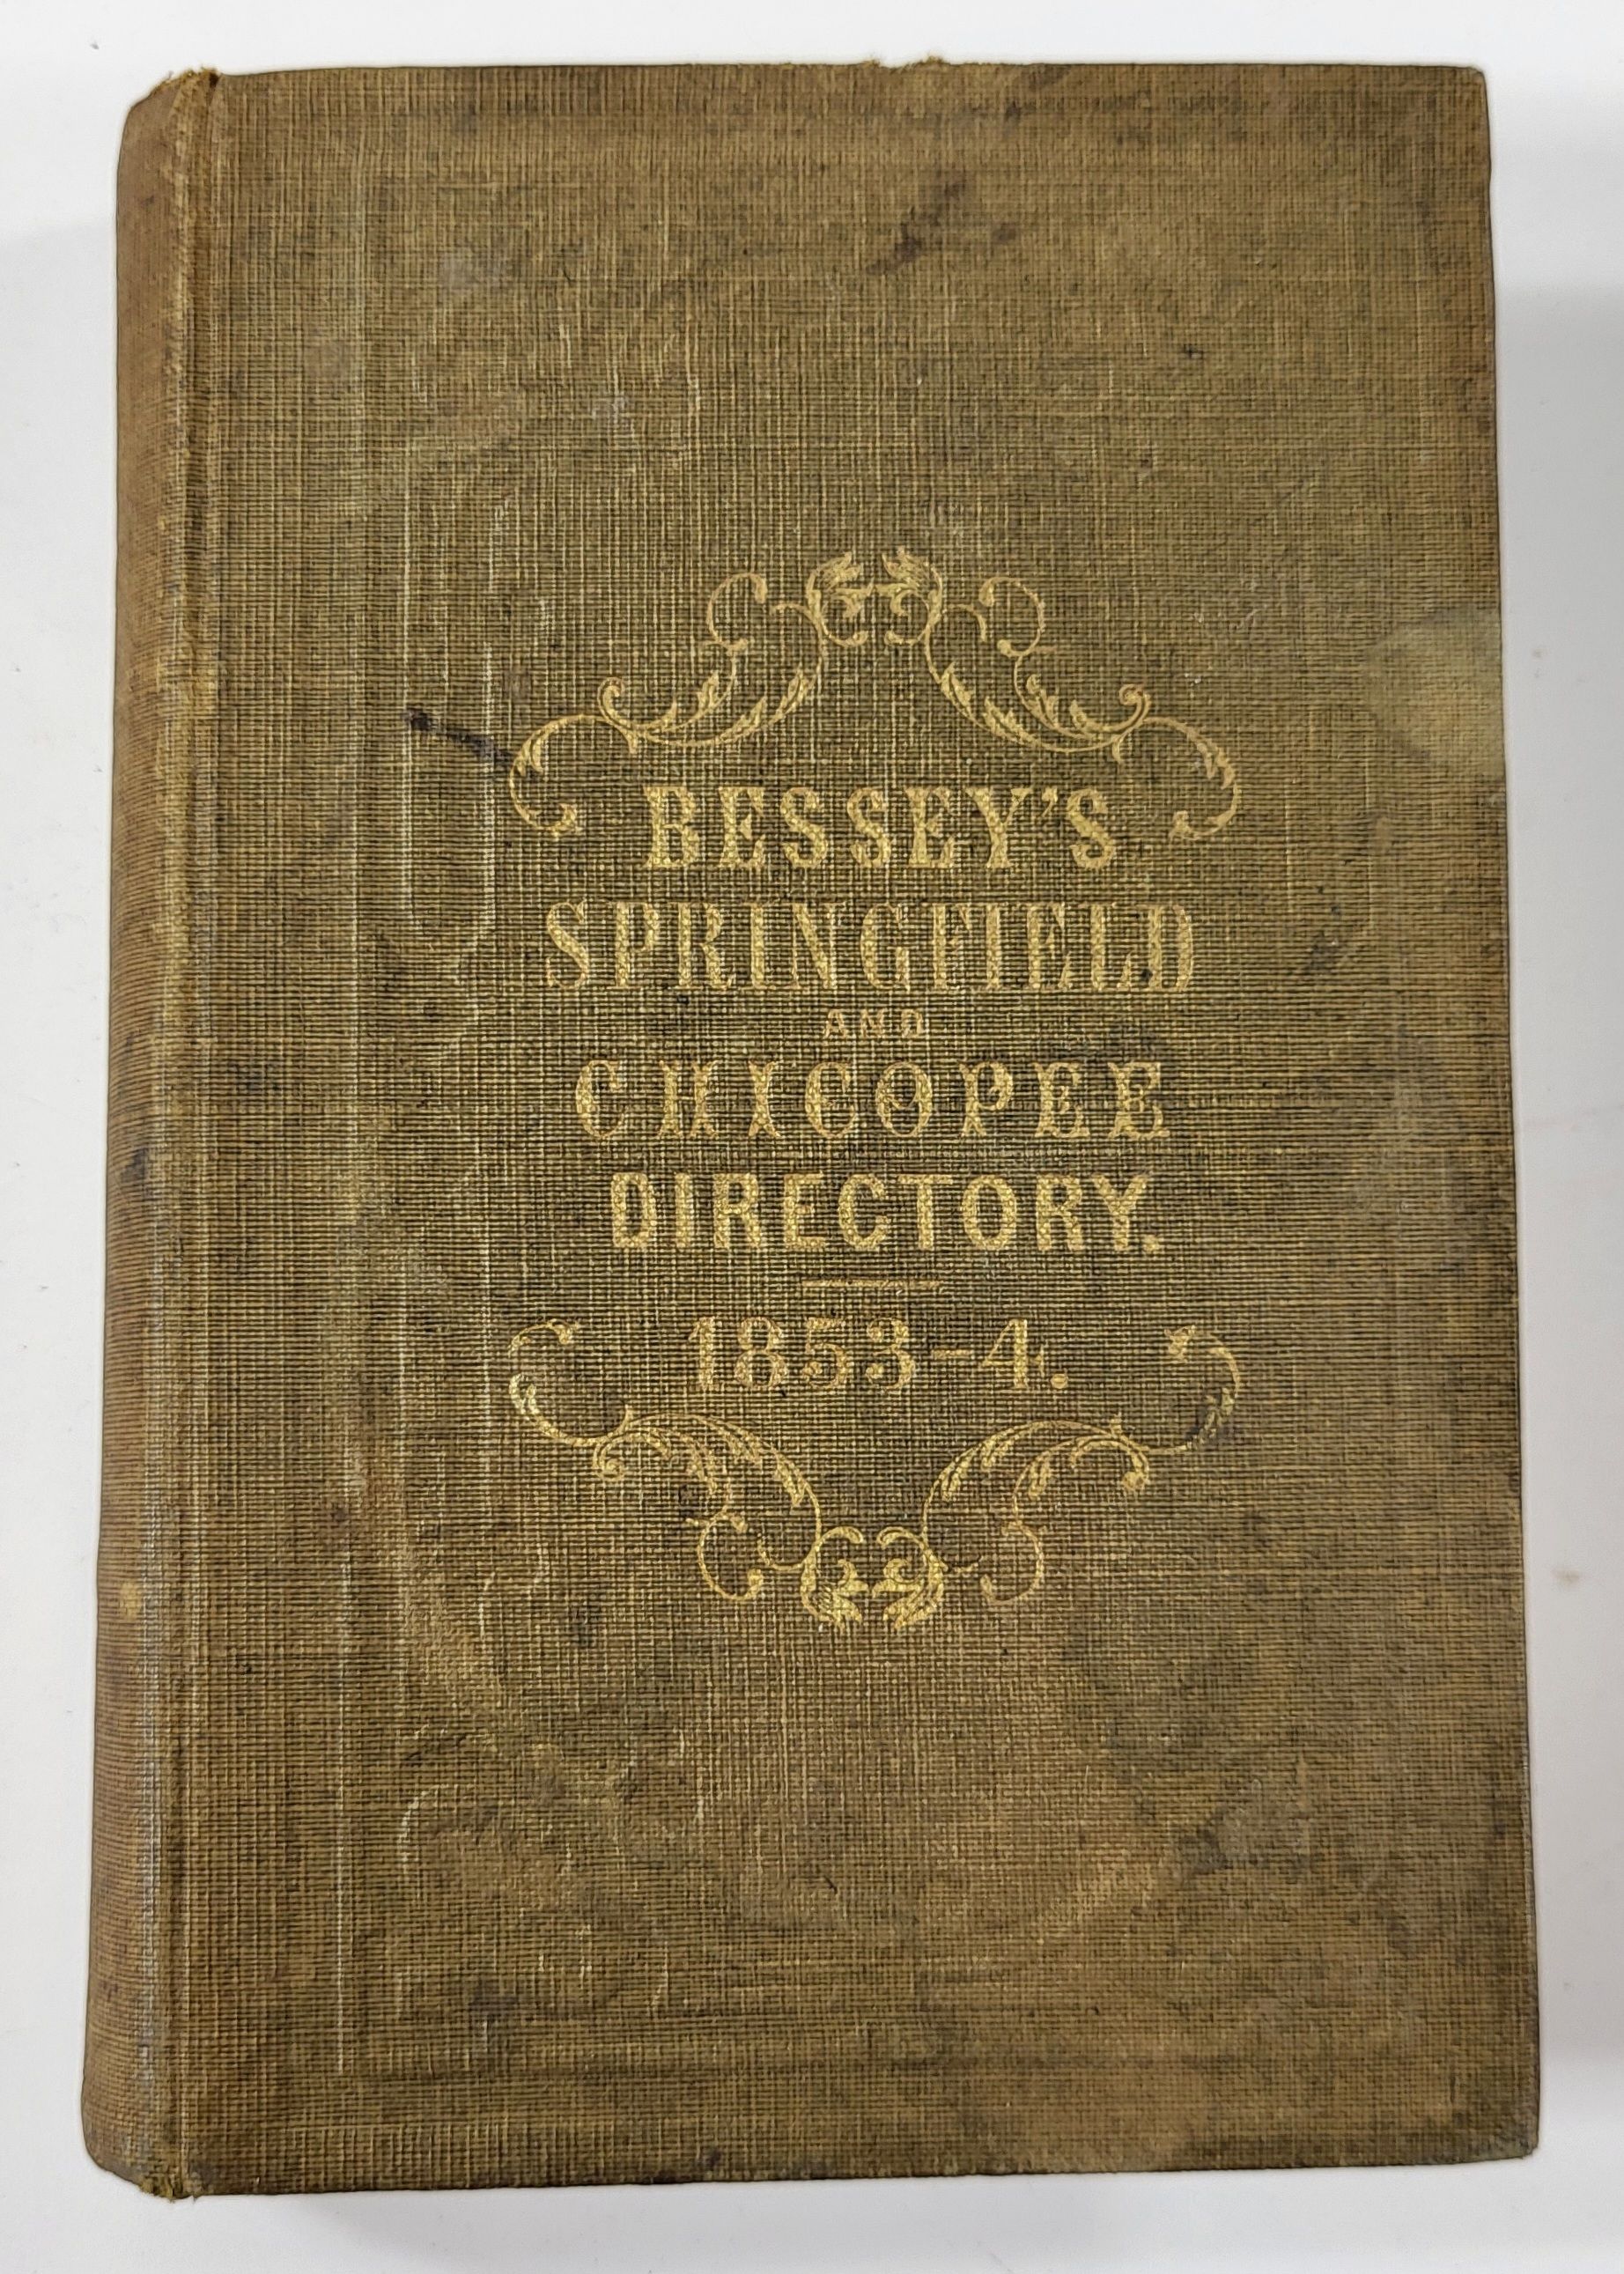 BESSEY'S
SPRINGFIELD
AND
CHICOPEE
DIRECTORY.
1853-4.